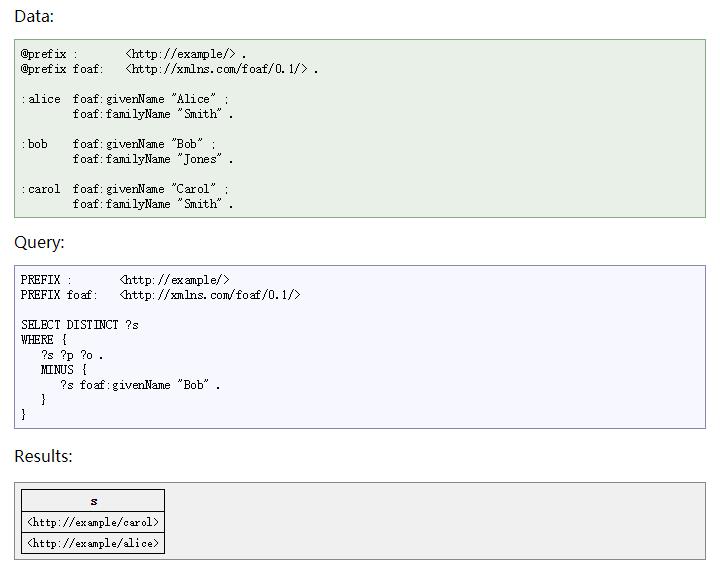 Data:
@prefix :       <http://example/> .
@prefix foaf:   <http://xmlns.com/foaf/0.1/> .
:alice  foaf:givenName "Alice" ;
        foaf:familyName "Smith" .
:bob    foaf:givenName "Bob" ;
        foaf:familyName "Jones" .
:carol  foaf:givenName "Carol" ;
        foaf:familyName "Smith" .
Query:
PREFIX :       <http://example/>
PREFIX foaf:   <http://xmlns.com/foaf/0.1/>
SELECT DISTINCT ?s
WHERE {
   ?s ?p ?o .
   MINUS {
      ?s foaf:givenName "Bob" .
   }
}
Results:
s
<http://example/carol>
<http://example/alice>